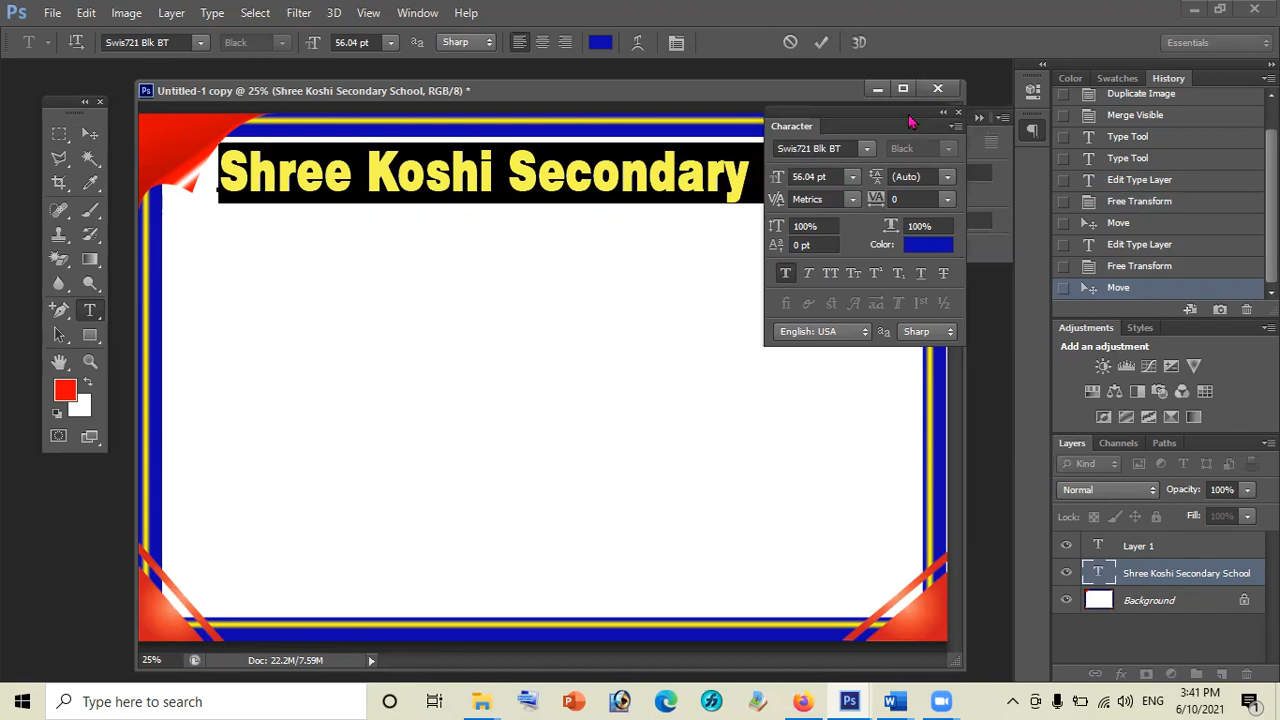 Ps File Edit Image Layer Type Select Filter 3D View Window Help
T Swis721 Blk BT Black 56.04 pt Sharp 3D Essentials
Untitled-1 copy @ 25% (Shree Koshi Secondary School, RGB/8) *
Shree Koshi Secondary
Character
Swis721 Blk BT Black
56.04 pt (Auto)
Metrics 0
100% 100%
0 pt Color:
English: USA Sharp
25% Doc: 22.2M/7.59M
Color Swatches History
Duplicate Image
Merge Visible
Type Tool
Type Tool
Edit Type Layer
Free Transform
Move
Edit Type Layer
Free Transform
Move
Adjustments Styles
Add an adjustment
Layers Channels Paths
Kind
Normal Opacity: 100%
Lock: Fill: 100%
Layer 1
Shree Koshi Secondary School
Background
Type here to search
ENG
3:41 PM
6/10/2021